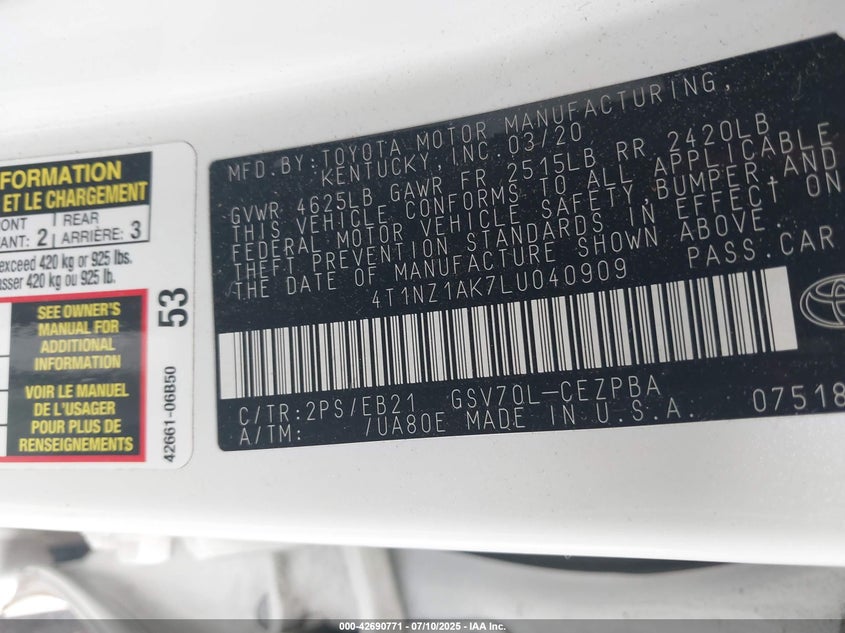 FORMATION
ET LE CHARGEMENT
REAR
ANT: 2
ARRIÈRE: 3
exceed 420 kg or 925 lbs.
asser 420 kg ou 925 lb.
SEE OWNER'S
MANUAL FOR
ADDITIONAL
INFORMATION
VOIR LE MANUEL
DE L'USAGER
POUR PLUS DE
RENSEIGNEMENTS
53
42661-06B50
MFD.BY:TOYOTA MOTOR MANUFACTURING,
KENTUCKY, INC. 03/20
GVWR 4625LB GAWR FR 2515LB RR 2420LB
THIS VEHICLE CONFORMS TO ALL APPLICABLE
FEDERAL MOTOR VEHICLE SAFETY,BUMPER,AND
THEFT PREVENTION STANDARDS IN EFFECT ON
THE DATE OF MANUFACTURE SHOWN ABOVE.
4T1NZ1AK7LU040909 PASS.CAR
C/TR:2PS/EB21 GSV70L-CEZPBA
A/TM: /UA80E MADE IN U.S.A. 07518
000-42690771 - 07/10/2025 - IAA Inc.